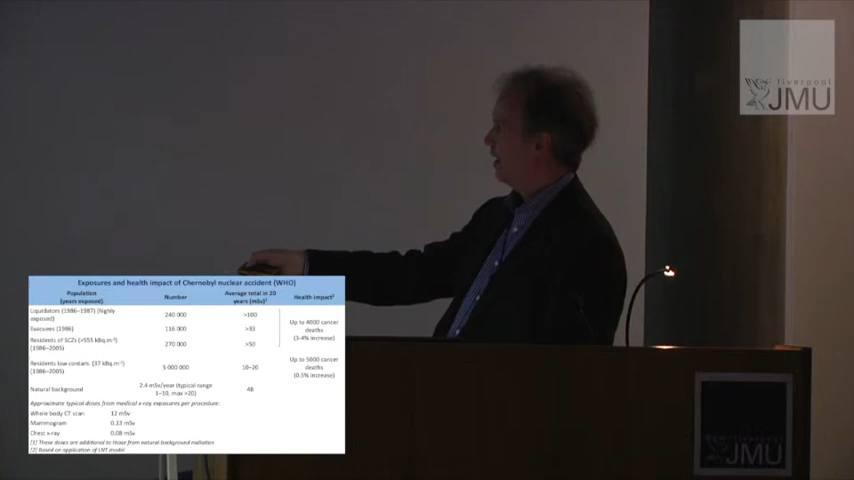 liverpool
JMU
Exposures and health impact of Chernobyl nuclear accident (WHO)
Population (years exposed) Number Average total in 20 years (mSv)¹ Health impact²
Liquidators (1986–1987) (highly exposed) 240 000 >100
Evacuees (1986) 116 000 >33
Residents of SCZs (>555 kBq.m⁻²) (1986–2005) 270 000 >50
Up to 4000 cancer deaths (3-4% increase)
Residents low contam. (37 kBq.m⁻²) (1986–2005) 5 000 000 10–20
Up to 5000 cancer deaths (0.5% increase)
Natural background 2.4 mSv/year (typical range 1–10, max >20) 48
Approximate typical doses from medical x-ray exposures per procedure:
Whole body CT scan 12 mSv
Mammogram 0.13 mSv
Chest x-ray 0.08 mSv
[1] These doses are additional to those from natural background radiation
[2] Based on application of LNT model
liverpool
JMU